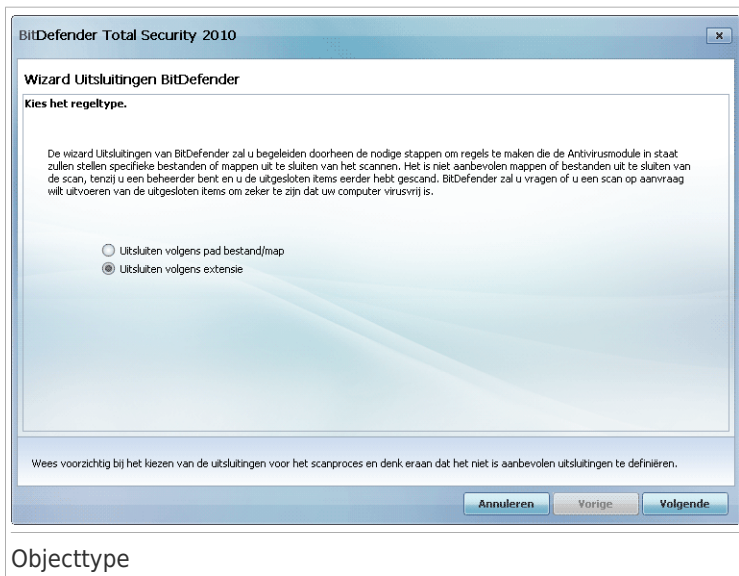 BitDefender Total Security 2010
Wizard Uitsluitingen BitDefender
Kies het regeltype.
De wizard Uitsluitingen van BitDefender zal u begeleiden doorheen de nodige stappen om regels te maken die de Antivirusmodule in staat
zullen stellen specifieke bestanden of mappen uit te sluiten van het scannen. Het is niet aanbevolen mappen of bestanden uit te sluiten van
de scan, tenzij u een beheerder bent en u de uitgesloten items eerder hebt gescand. BitDefender zal u vragen of u een scan op aanvraag
wilt uitvoeren van de uitgesloten items om zeker te zijn dat uw computer virusvrij is.
Uitsluiten volgens pad bestand/map
Uitsluiten volgens extensie
Wees voorzichtig bij het kiezen van de uitsluitingen voor het scanproces en denk eraan dat het niet is aanbevolen uitsluitingen te definiëren.
Annuleren Vorige Volgende
Objecttype